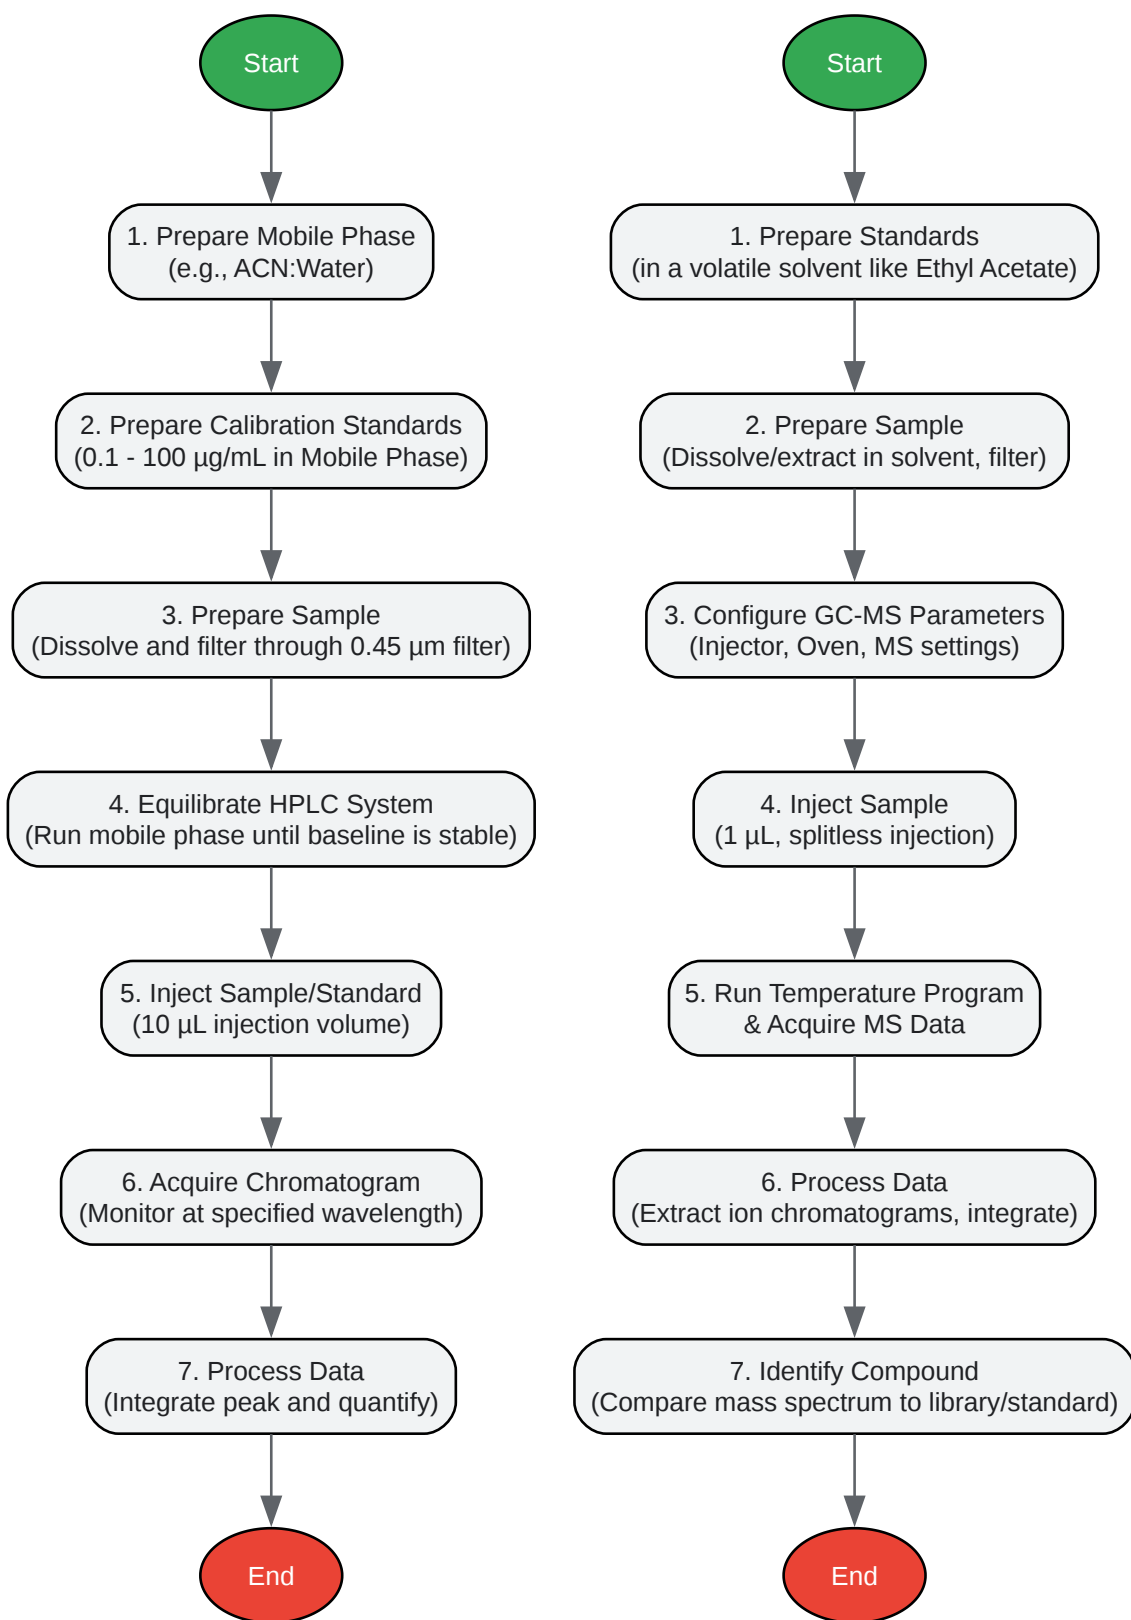 Start
1. Prepare Mobile Phase
(e.g., ACN:Water)
2. Prepare Calibration Standards
(0.1 - 100 µg/mL in Mobile Phase)
3. Prepare Sample
(Dissolve and filter through 0.45 µm filter)
4. Equilibrate HPLC System
(Run mobile phase until baseline is stable)
5. Inject Sample/Standard
(10 µL injection volume)
6. Acquire Chromatogram
(Monitor at specified wavelength)
7. Process Data
(Integrate peak and quantify)
End
Start
1. Prepare Standards
(in a volatile solvent like Ethyl Acetate)
2. Prepare Sample
(Dissolve/extract in solvent, filter)
3. Configure GC-MS Parameters
(Injector, Oven, MS settings)
4. Inject Sample
(1 µL, splitless injection)
5. Run Temperature Program
& Acquire MS Data
6. Process Data
(Extract ion chromatograms, integrate)
7. Identify Compound
(Compare mass spectrum to library/standard)
End